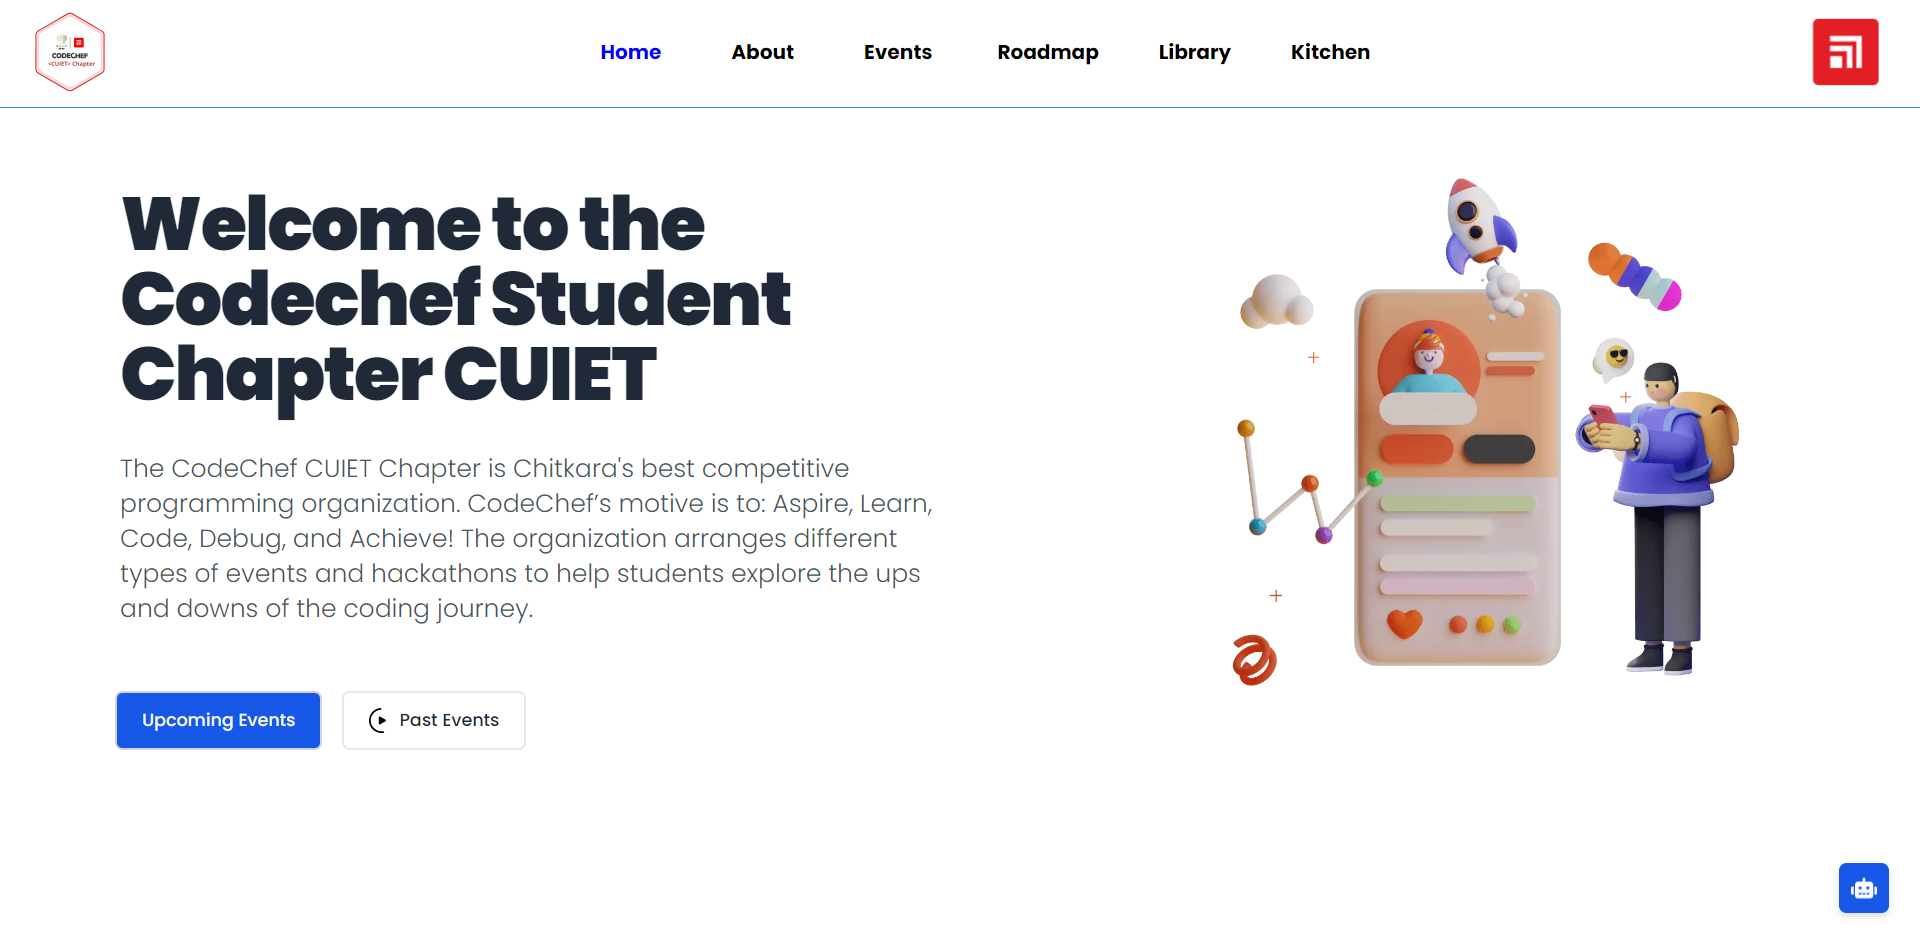 CODECHEF
<CUIET> Chapter
Home About Events Roadmap Library Kitchen
Welcome to the
Codechef Student
Chapter CUIET
The CodeChef CUIET Chapter is Chitkara's best competitive
programming organization. CodeChef’s motive is to: Aspire, Learn,
Code, Debug, and Achieve! The organization arranges different
types of events and hackathons to help students explore the ups
and downs of the coding journey.
Upcoming Events
Past Events